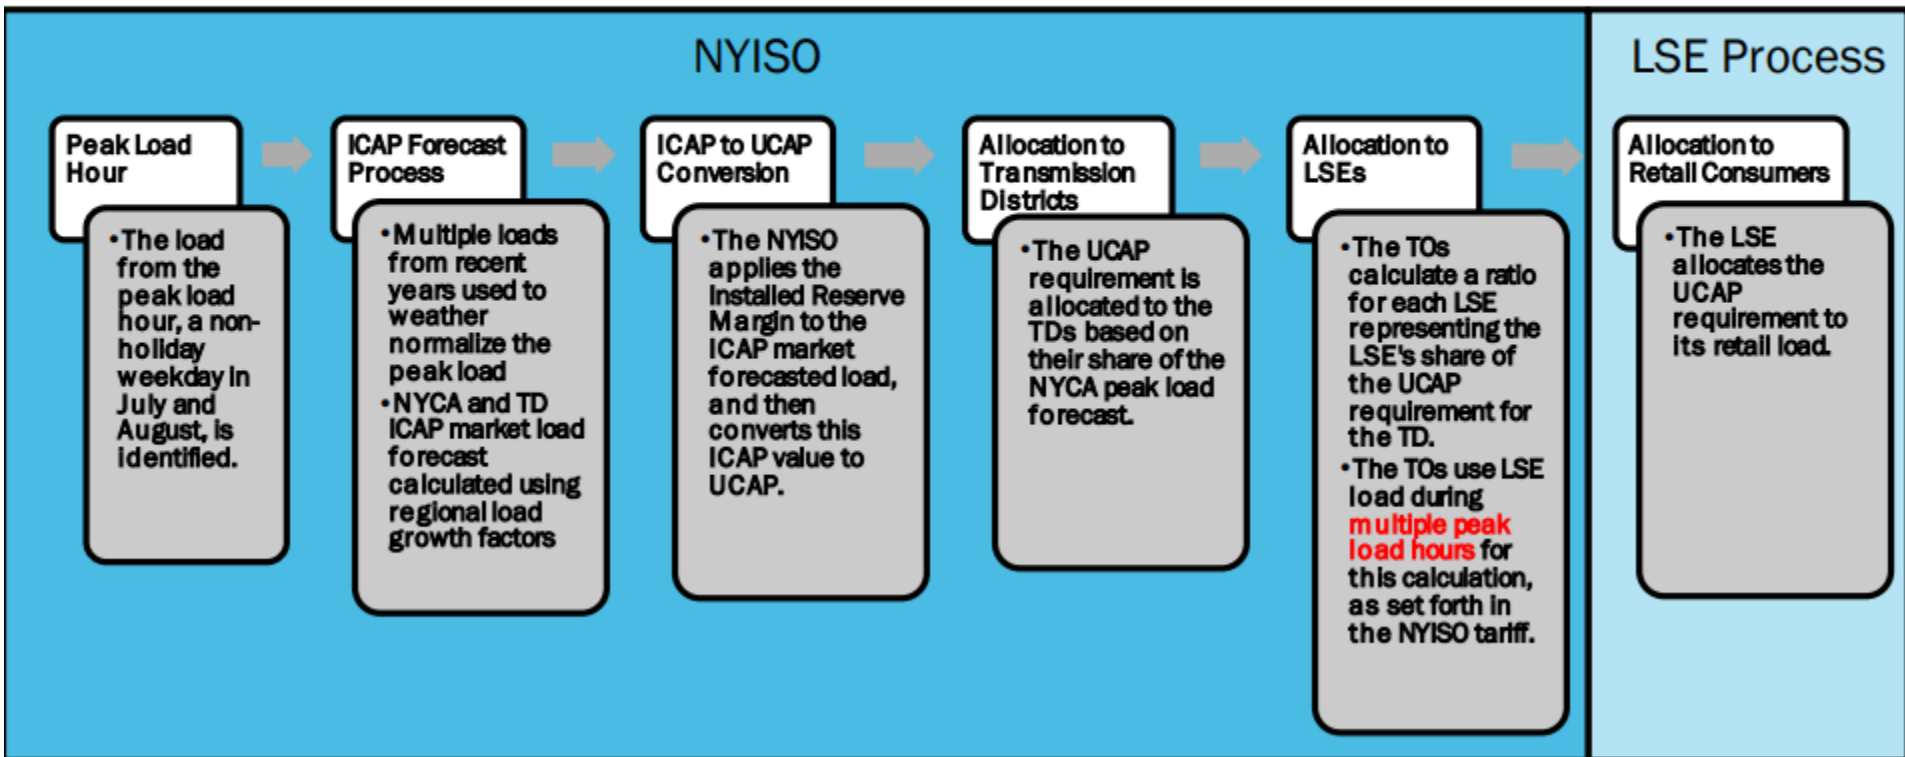 NYISO
LSE Process
Peak Load
Hour
•The load
from the
peak load
hour, a non-
holiday
weekday in
July and
August, is
identified.
ICAP Forecast
Process
•Multiple loads
from recent
years used to
weather
normalize the
peak load
•NYCA and TD
ICAP market load
forecast
calculated using
regional load
growth factors
ICAP to UCAP
Conversion
•The NYISO
applies the
Installed Reserve
Margin to the
ICAP market
forecasted load,
and then
converts this
ICAP value to
UCAP.
Allocation to
Transmission
Districts
•The UCAP
requirement is
allocated to the
TDs based on
their share of the
NYCA peak load
forecast.
Allocation to
LSEs
•The TOs
calculate a ratio
for each LSE
representing the
LSE's share of
the UCAP
requirement for
the TD.
•The TOs use LSE
load during
multiple peak
load hours for
this calculation,
as set forth in
the NYISO tariff.
Allocation to
Retail Consumers
•The LSE
allocates the
UCAP
requirement to
its retail load.